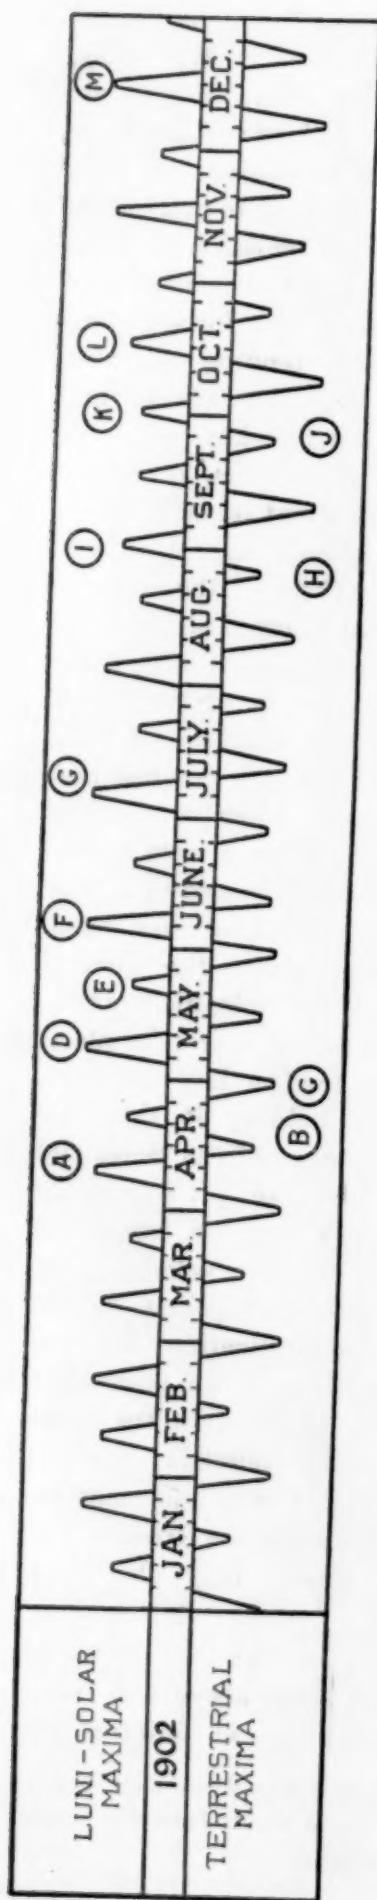 LUNI-SOLAR
MAXIMA
1902
TERRESTRIAL
MAXIMA
JAN.
FEB.
MAR.
APR.
MAY.
JUNE.
JULY.
AUG.
SEPT.
OCT.
NOV.
DEC.
A
D
E
F
G
I
K
L
M
B
C
H
J